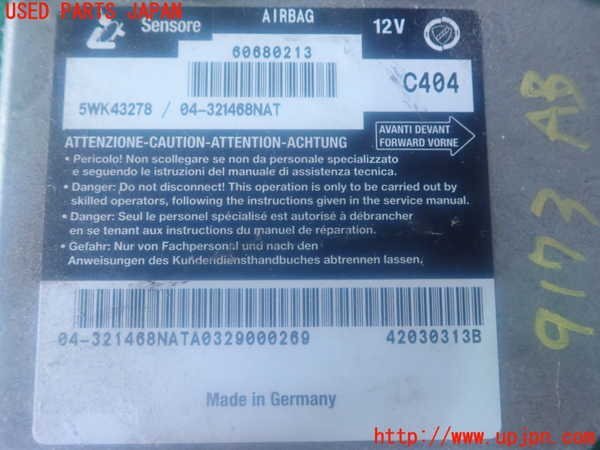 USED PARTS JAPAN
Sensore
AIRBAG
12V
60680213
C404
5WK43278 / 04-321468NAT
ATTENZIONE-CAUTION-ATTENTION-ACHTUNG
AVANTI DEVANT
FORWARD VORNE
• Pericolo! Non scollegare se non da personale specializzato
e seguendo le istruzioni del manuale di assistenza tecnica.
• Danger: Do not disconnect! This operation is only to be carried out by
skilled operators, following the instructions given in the service manual.
• Danger: Seul le personel spécialisé est autorisé à débrancher
en se tenant aux instructions du manuel de réparation.
• Gefahr: Nur von Fachpersonal und nach den
Anweisungen des Kundendiensthandbuches abtrennen lassen.
04-321468NATA0329000269
42030313B
Made in Germany
9173 AB
http://www.upjpn.com